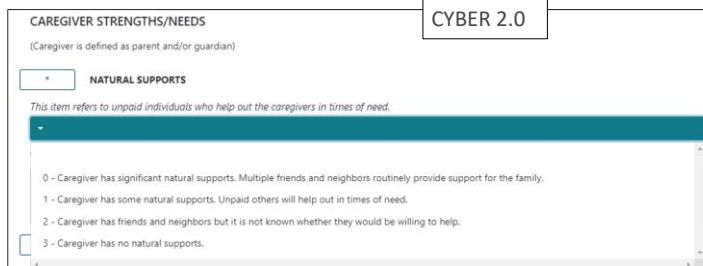 CYBER 2.0
CAREGIVER STRENGTHS/NEEDS
(Caregiver is defined as parent and/or guardian)
* NATURAL SUPPORTS
This item refers to unpaid individuals who help out the caregivers in times of need.
0 - Caregiver has significant natural supports. Multiple friends and neighbors routinely provide support for the family.
1 - Caregiver has some natural supports. Unpaid others will help out in times of need.
2 - Caregiver has friends and neighbors but it is not known whether they would be willing to help.
3 - Caregiver has no natural supports.